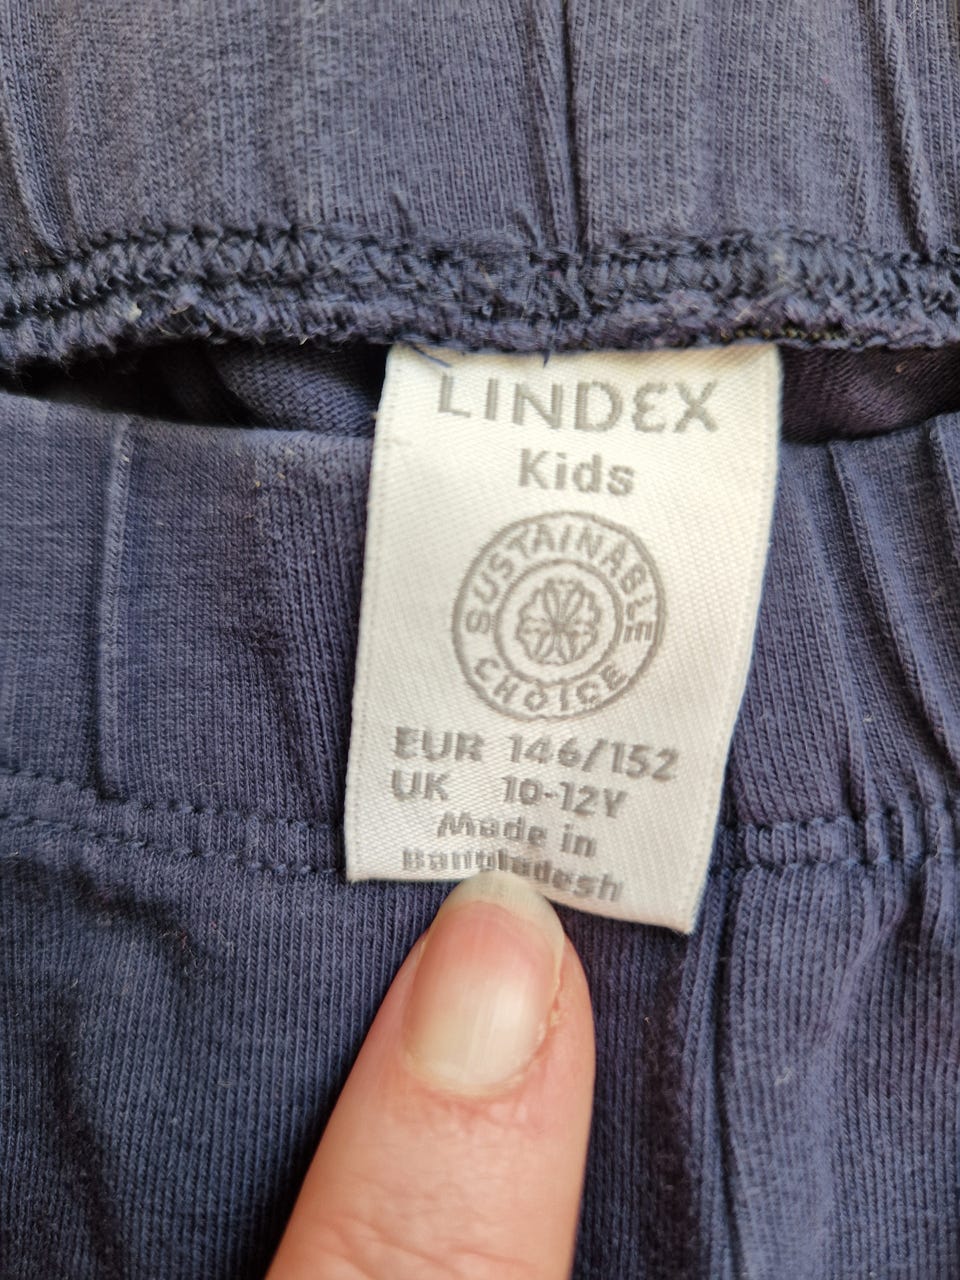 LINDEX
Kids
SUSTAINABLE
CHOICE
EUR 146/152
UK 10-12Y
Made in
Bangladesh